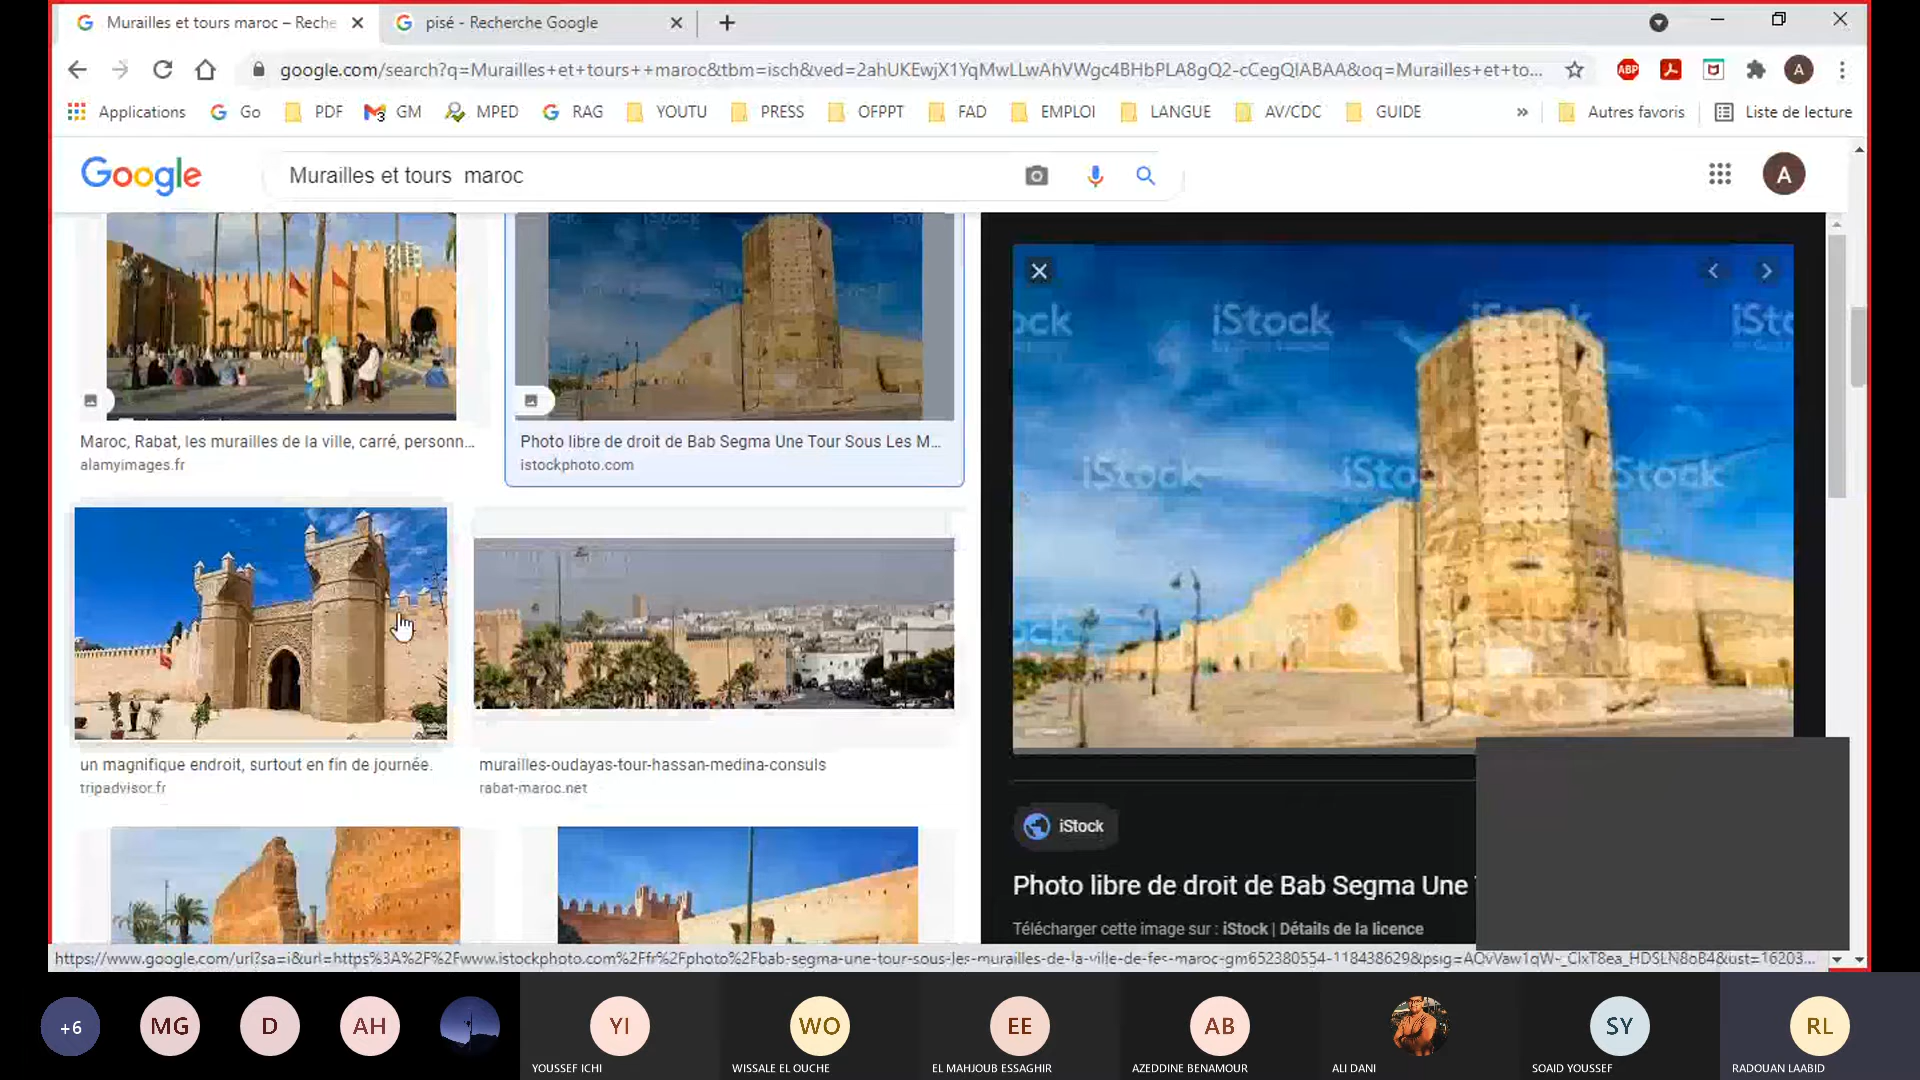 Murailles et tours maroc – Reche
pisé - Recherche Google
google.com/search?q=Murailles+et+tours++maroc&tbm=isch&ved=2ahUKEwjX1YqMwLLwAhVWgc4BHbPLA8gQ2-cCegQIABAA&oq=Murailles+et+to...
ABP
A
Applications
Go
PDF
GM
MPED
RAG
YOUTU
PRESS
OFPPT
FAD
EMPLOI
LANGUE
AV/CDC
GUIDE
»
Autres favoris
Liste de lecture
Google
Murailles et tours  maroc
A
iStock
iStock
iStock
iStock
Maroc, Rabat, les murailles de la ville, carré, personn...
alamyimages.fr
Photo libre de droit de Bab Segma Une Tour Sous Les M...
istockphoto.com
un magnifique endroit, surtout en fin de journée.
tripadvisor.fr
murailles-oudayas-tour-hassan-medina-consuls
rabat-maroc.net
iStock
Photo libre de droit de Bab Segma Une
Télécharger cette image sur : iStock | Détails de la licence
https://www.google.com/url?sa=i&url=https%3A%2F%2Fwww.istockphoto.com%2Ffr%2Fphoto%2Fbab-segma-une-tour-sous-les-murailles-de-la-ville-de-fes-maroc-gm652380554-118438629&psig=AOvVaw1qW-_ClxT8ea_HDSLN8oB4&ust=16203...
+6
MG
D
AH
YI
WO
EE
AB
SY
RL
YOUSSEF ICHI
WISSALE EL OUCHE
EL MAHJOUB ESSAGHIR
AZEDDINE BENAMOUR
ALI DANI
SOAID YOUSSEF
RADOUAN LAABID